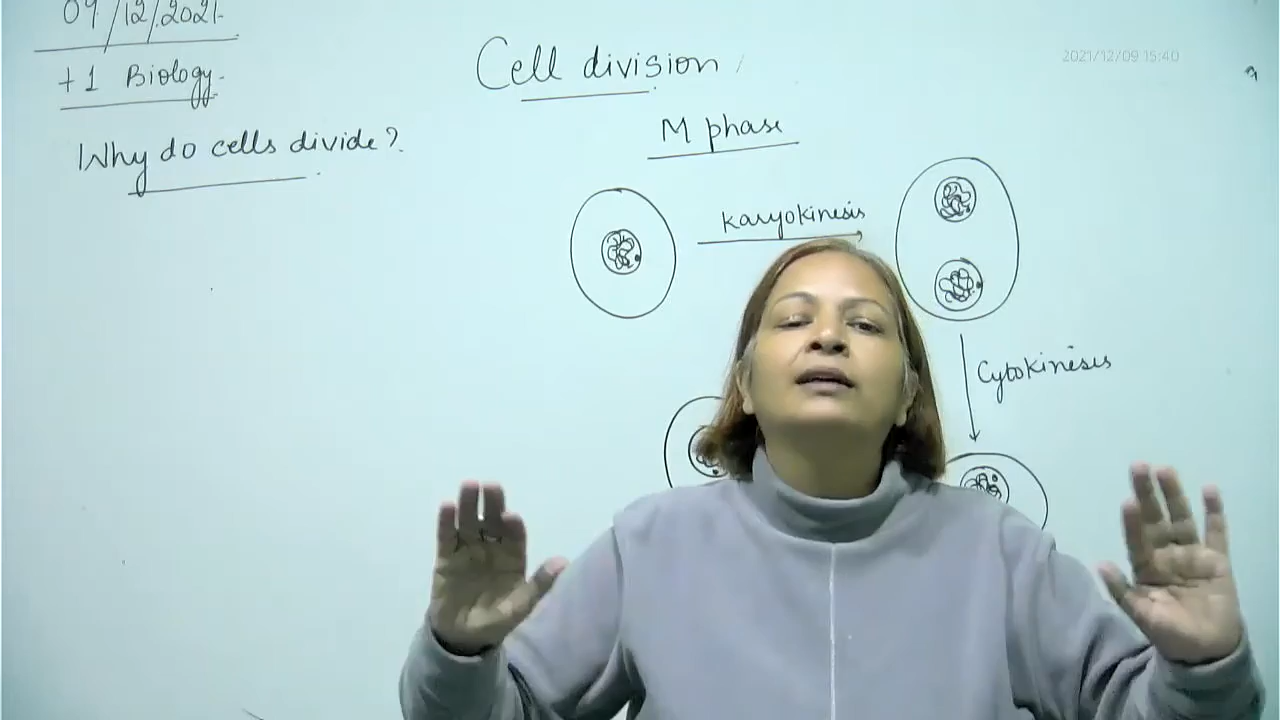 09/12/2021
2021/12/09 15:40
+1 Biology
Cell division
Why do cells divide?
M phase
Karyokinesis
Cytokinesis